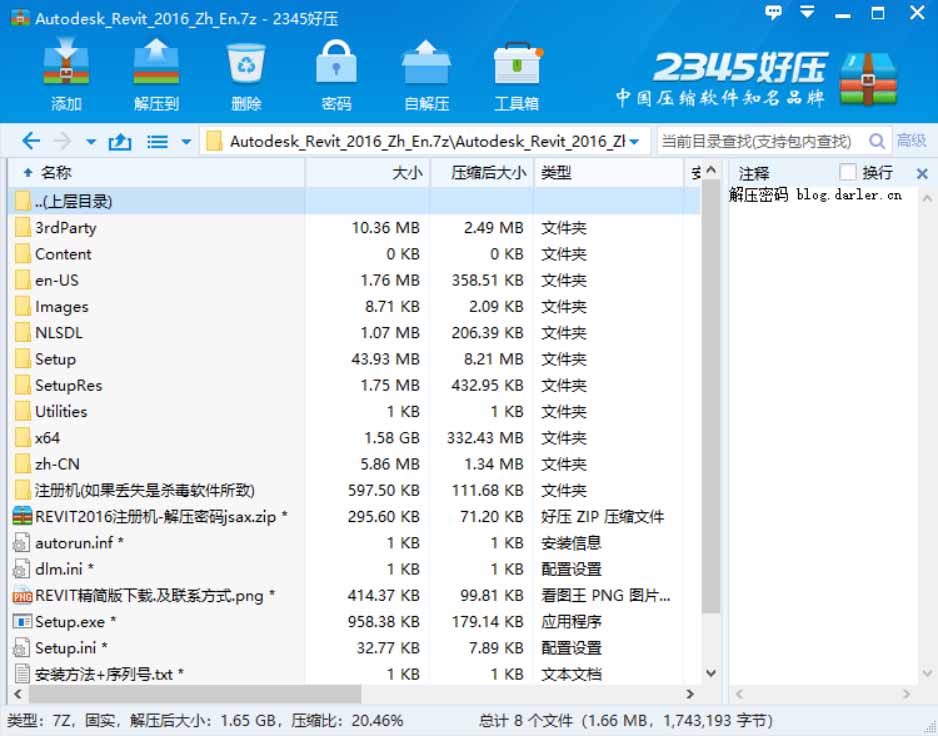 Autodesk_Revit_2016_Zh_En.7z - 2345好压
添加 解压到 删除 密码 自解压 工具箱
2345好压
中国压缩软件知名品牌
Autodesk_Revit_2016_Zh_En.7z\Autodesk_Revit_2016_Zl 当前目录查找(支持包内查找) 高级
名称 大小 压缩后大小 类型 安 注释 换行
..(上层目录)
解压密码 blog.darler.cn
3rdParty 10.36 MB 2.49 MB 文件夹
Content 0 KB 0 KB 文件夹
en-US 1.76 MB 358.51 KB 文件夹
Images 8.71 KB 2.09 KB 文件夹
NLSDL 1.07 MB 206.39 KB 文件夹
Setup 43.93 MB 8.21 MB 文件夹
SetupRes 1.75 MB 432.95 KB 文件夹
Utilities 1 KB 1 KB 文件夹
x64 1.58 GB 332.43 MB 文件夹
zh-CN 5.86 MB 1.34 MB 文件夹
注册机(如果丢失是杀毒软件所致) 597.50 KB 111.68 KB 文件夹
REVIT2016注册机-解压密码jsax.zip * 295.60 KB 71.20 KB 好压 ZIP 压缩文件
autorun.inf * 1 KB 1 KB 安装信息
dlm.ini * 1 KB 1 KB 配置设置
REVIT精简版下载.及联系方式.png * 414.37 KB 99.81 KB 看图王 PNG 图片...
Setup.exe * 958.38 KB 179.14 KB 应用程序
Setup.ini * 32.77 KB 7.89 KB 配置设置
安装方法+序列号.txt * 1 KB 1 KB 文本文档
类型：7Z，固实，解压后大小：1.65 GB，压缩比：20.46% 总计 8 个文件（1.66 MB，1,743,193 字节）